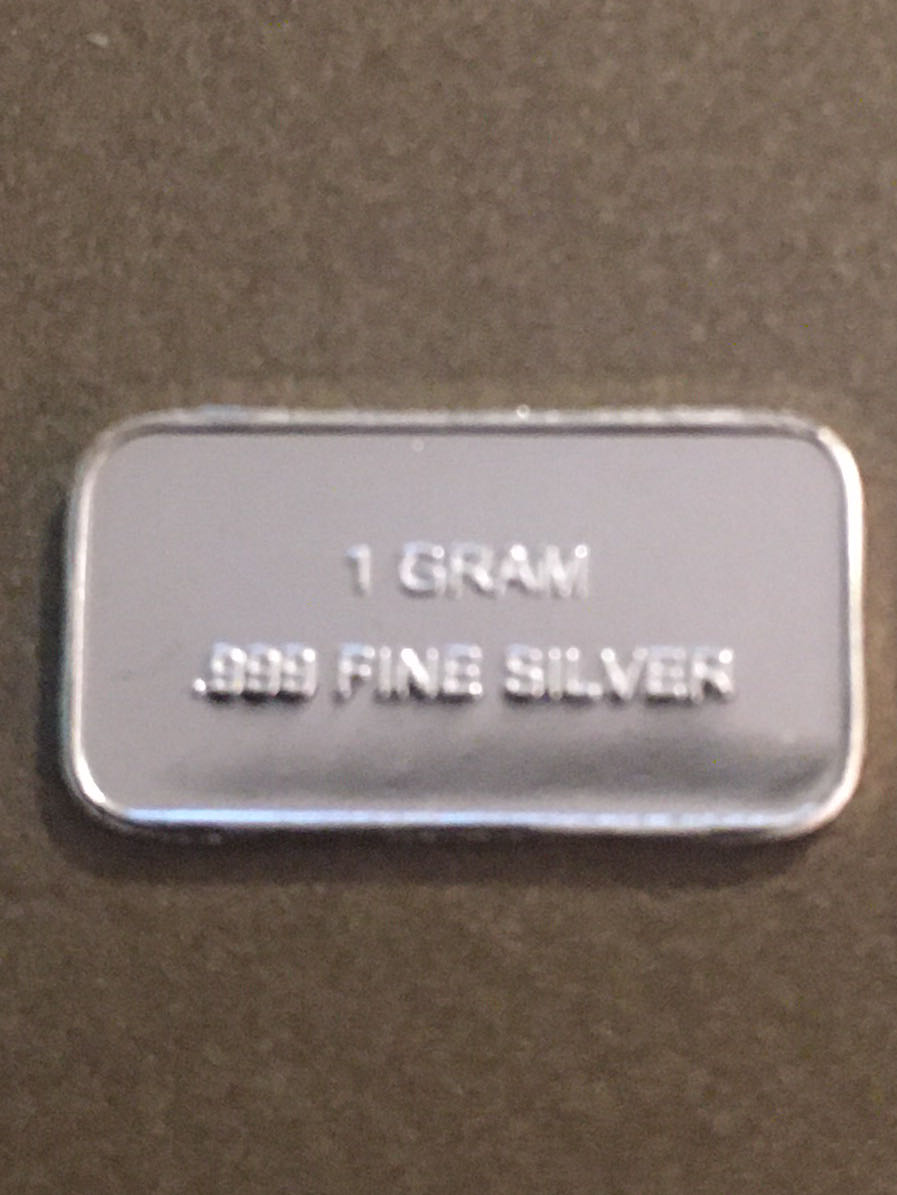 1 GRAM
.999 FINE SILVER